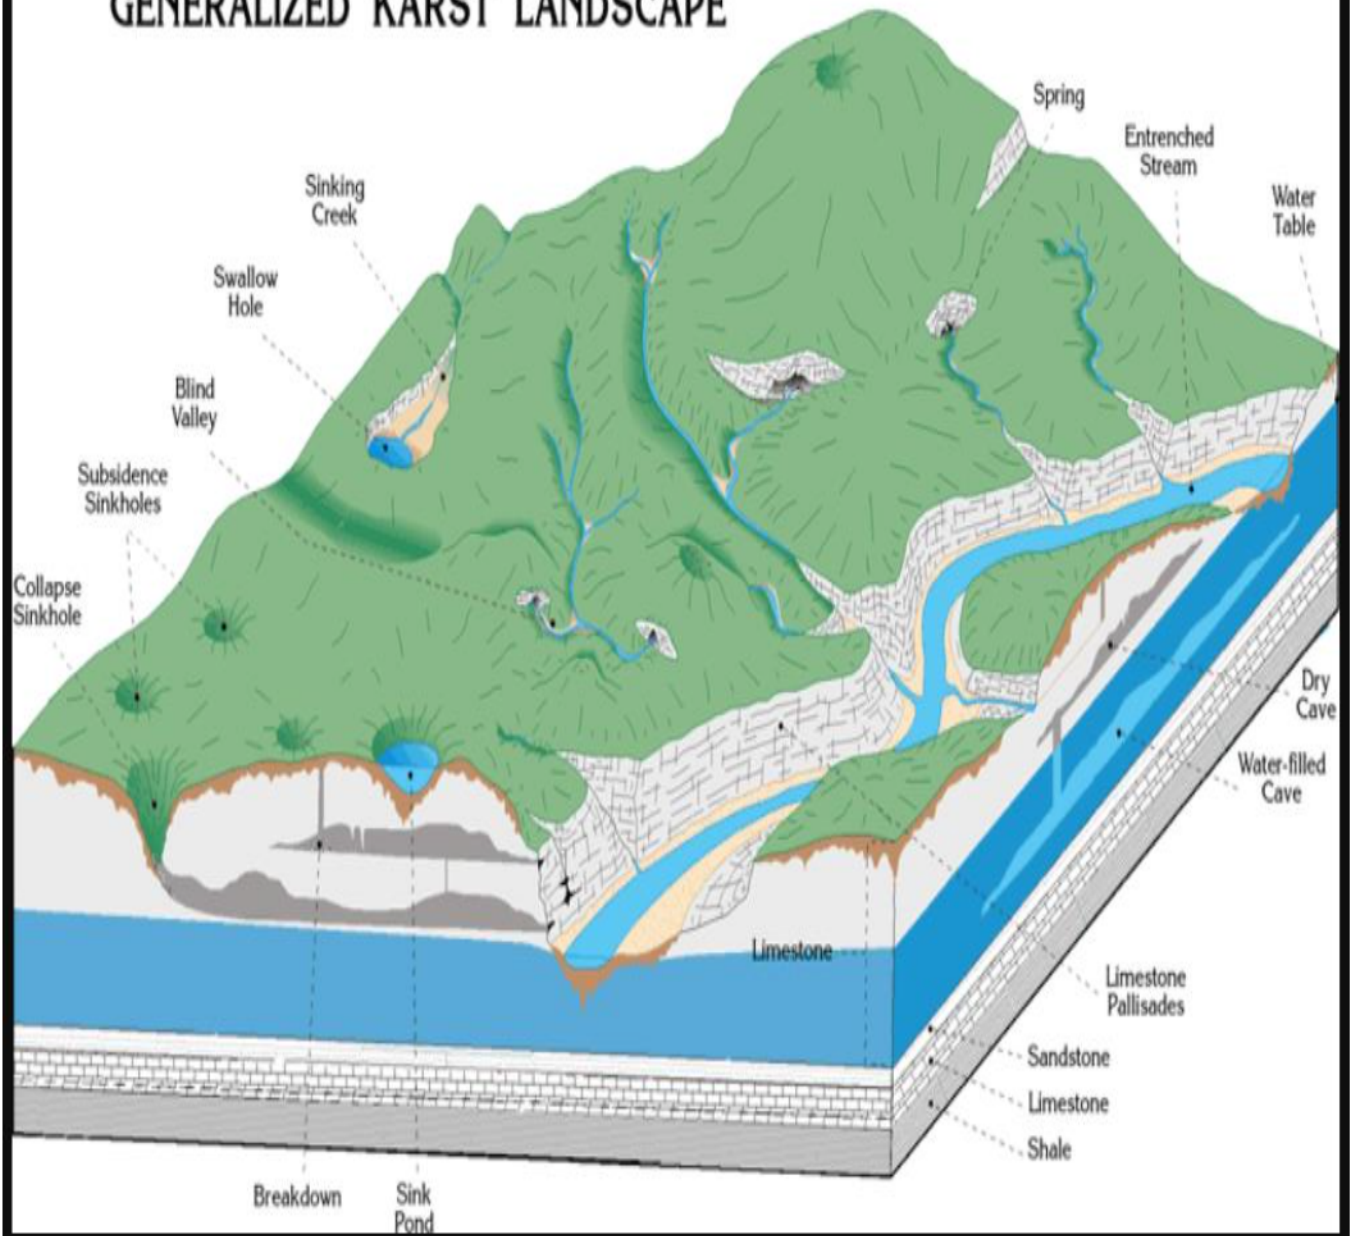 GENERALIZED KARST LANDSCAPE
Spring
Entrenched
Stream
Water
Table
Sinking
Creek
Swallow
Hole
Blind
Valley
Subsidence
Sinkholes
Collapse
Sinkhole
Dry
Cave
Water-filled
Cave
Limestone
Limestone
Pallisades
Sandstone
Limestone
Shale
Breakdown
Sink
Pond